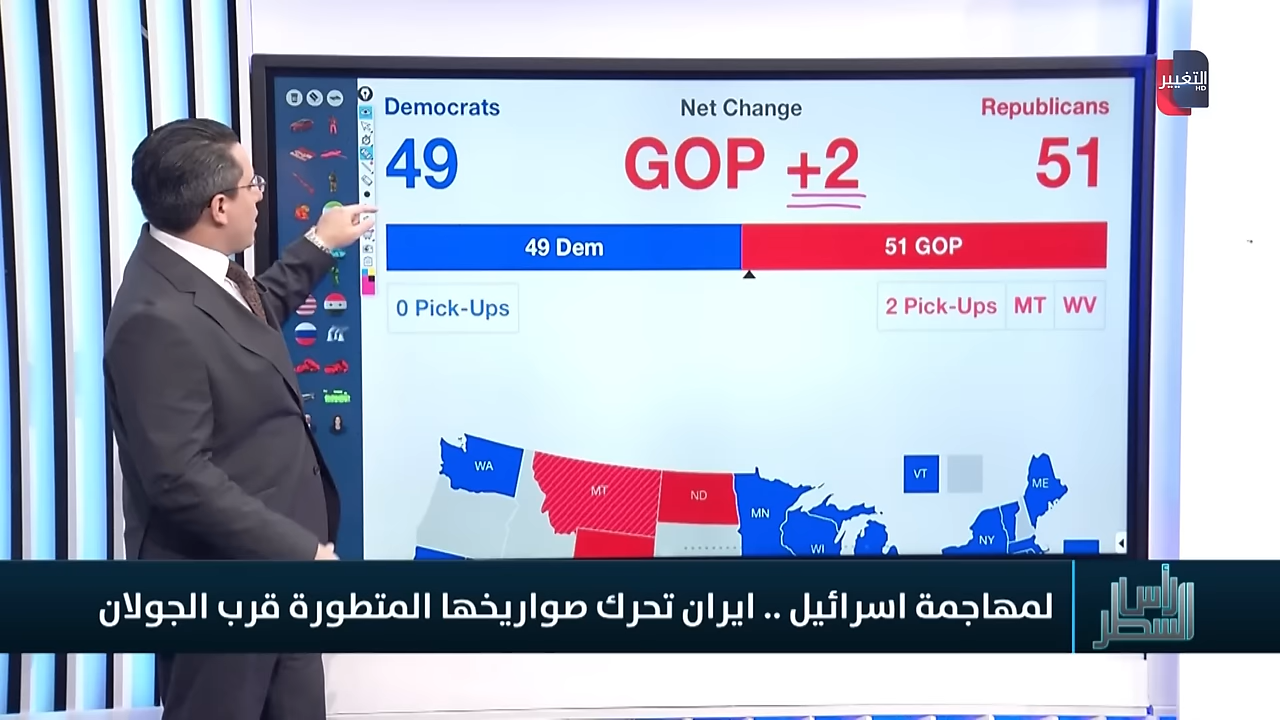 Democrats
Net Change
Republicans
49
GOP +2
51
49 Dem
51 GOP
0 Pick-Ups
2 Pick-Ups
MT
WV
WA
MT
ND
MN
WI
VT
ME
NY
التغيير
HD
لمهاجمة اسرائيل .. ايران تحرك صواريخها المتطورة قرب الجولان
رأس
السطر